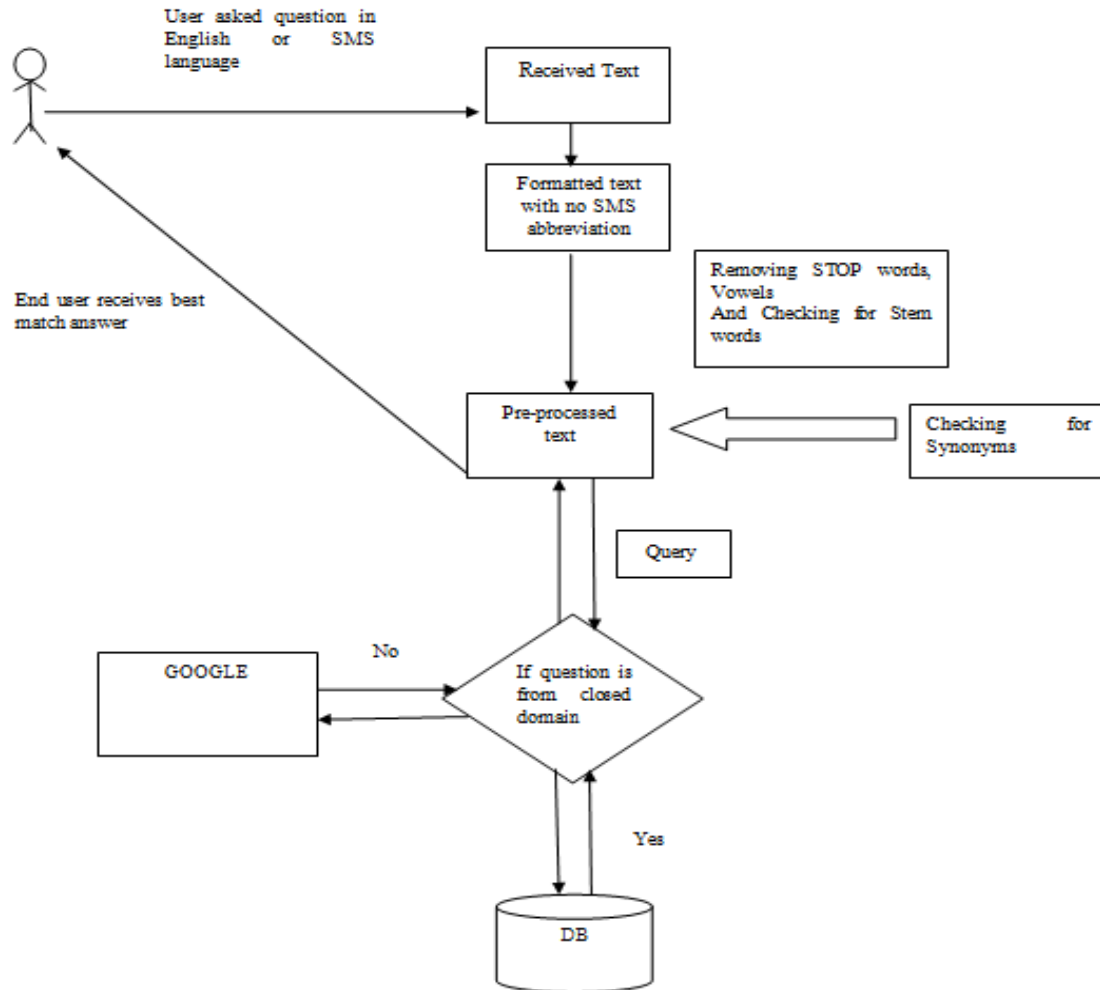 User asked question in
English or SMS
language
Received Text
Formatted text
with no SMS
abbreviation
Removing STOP words,
Vowels
And Checking for Stem
words
End user receives best
match answer
Pre-processed
text
Checking for
Synonyms
Query
No
GOOGLE
If question is
from closed
domain
Yes
DB